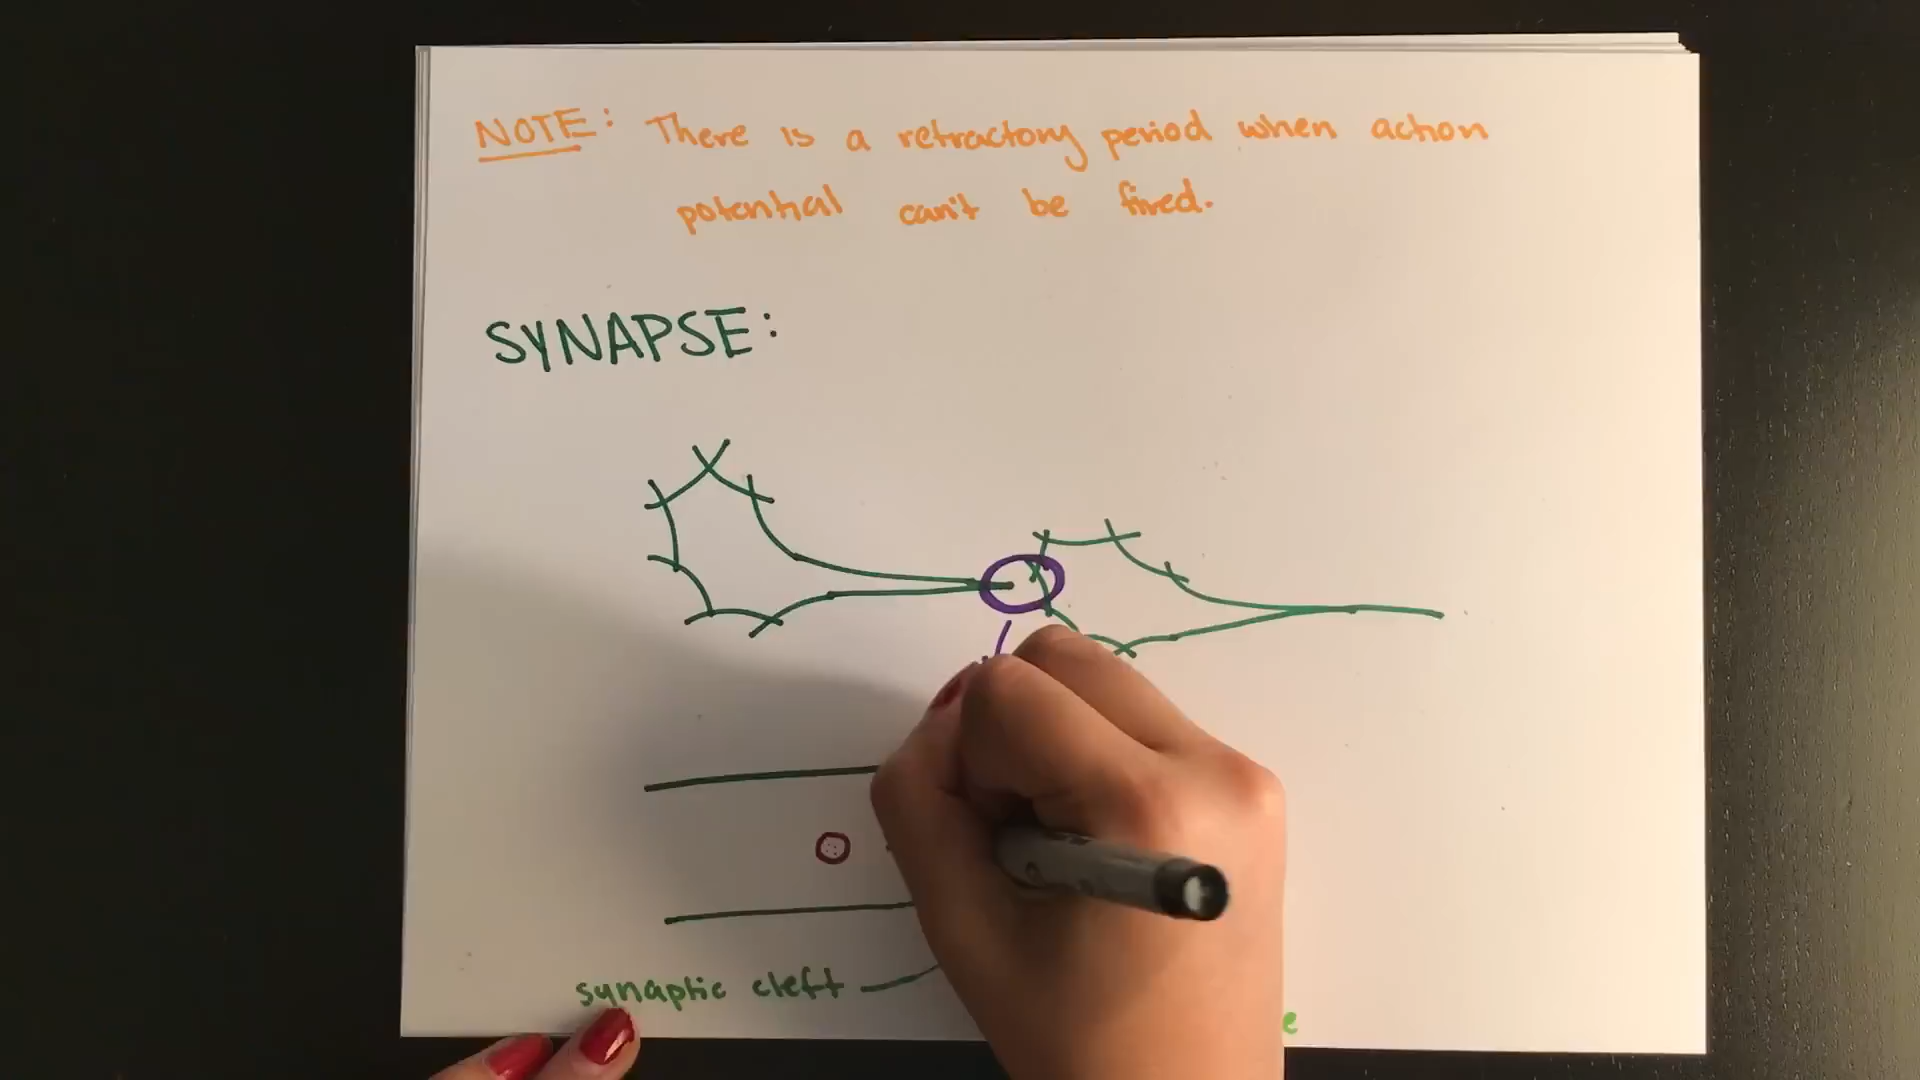 NOTE: There is a retractory period when action
potential can't be fired.
SYNAPSE:
synaptic cleft
e